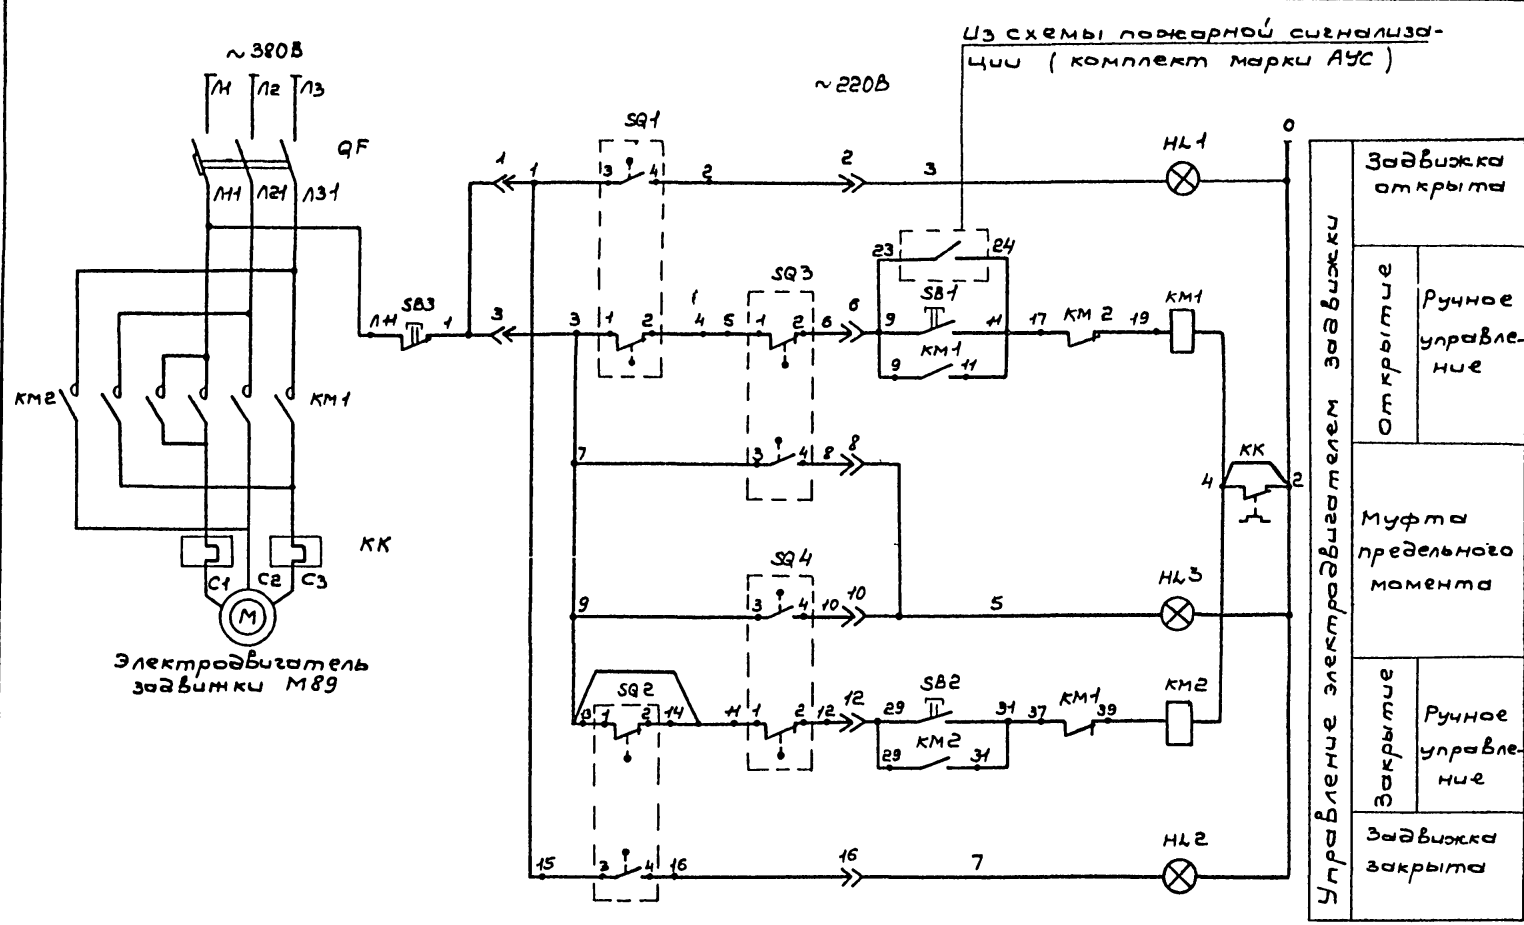 Из схемы пожарной сигнализа-
ции ( комплект марки АУС )
~380В
~220В
Л1 Л2 Л3
QF
Л11 Л21 Л31
SQ1
1 1 3 4 2 2 3
HL1
0
Задвижка
открыта
23 24
SQ3
SB1
Л11 SB3 1 3 3 1 2 4 5 1 2 6 6 9 11 17 КМ2 19 КМ1
КМ1
9 11
КМ2 КМ1
Открытие
Ручное
управле-
ние
7 3 4 8 8
4 КК 2
КК
С1 С2 С3
М
Электродвигатель
задвижки М89
SQ4
9 3 4 10 10 5
HL3
Муфта
предельного
момента
SQ2
SB2
13 1 2 14 11 1 2 12 12 29 31 37 КМ1 39 КМ2
КМ2
29 31
Закрытие
Ручное
управле-
ние
15 3 4 16 16 7
HL2
Задвижка
закрыта
Управление электродвигателем задвижки